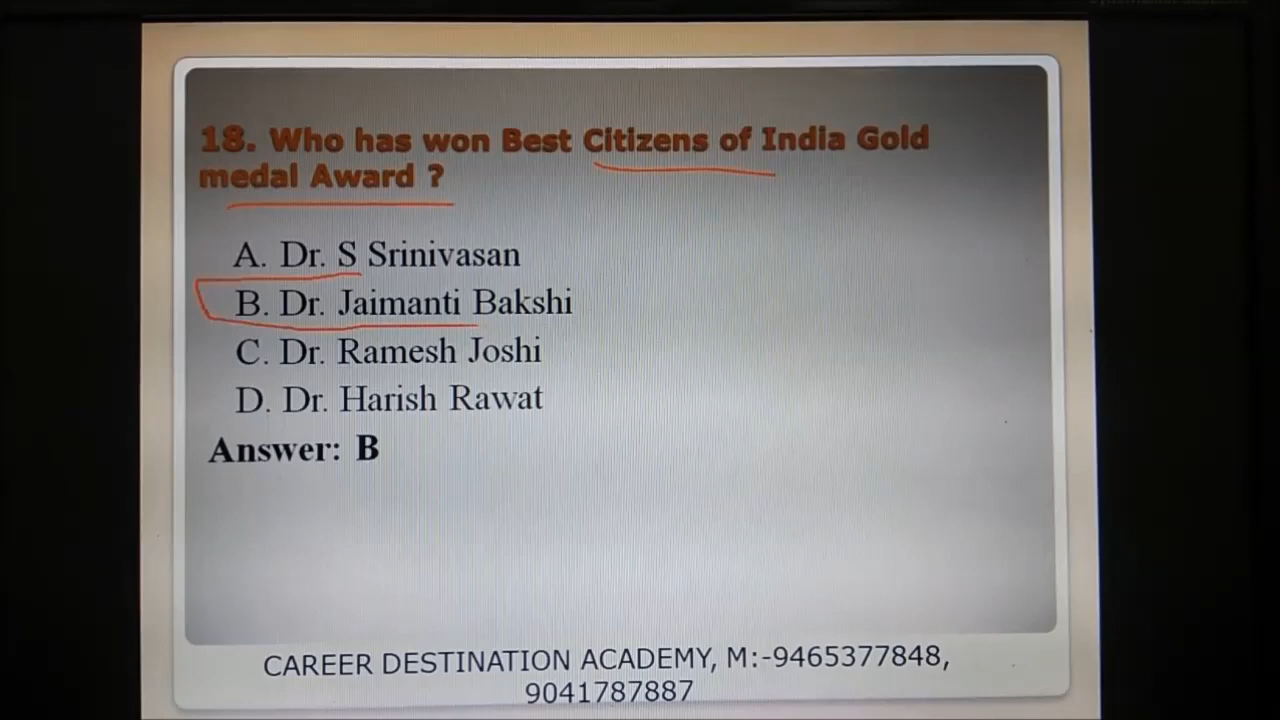 18. Who has won Best Citizens of India Gold
medal Award ?
A. Dr. S Srinivasan
B. Dr. Jaimanti Bakshi
C. Dr. Ramesh Joshi
D. Dr. Harish Rawat
Answer: B
CAREER DESTINATION ACADEMY, M:-9465377848,
9041787887